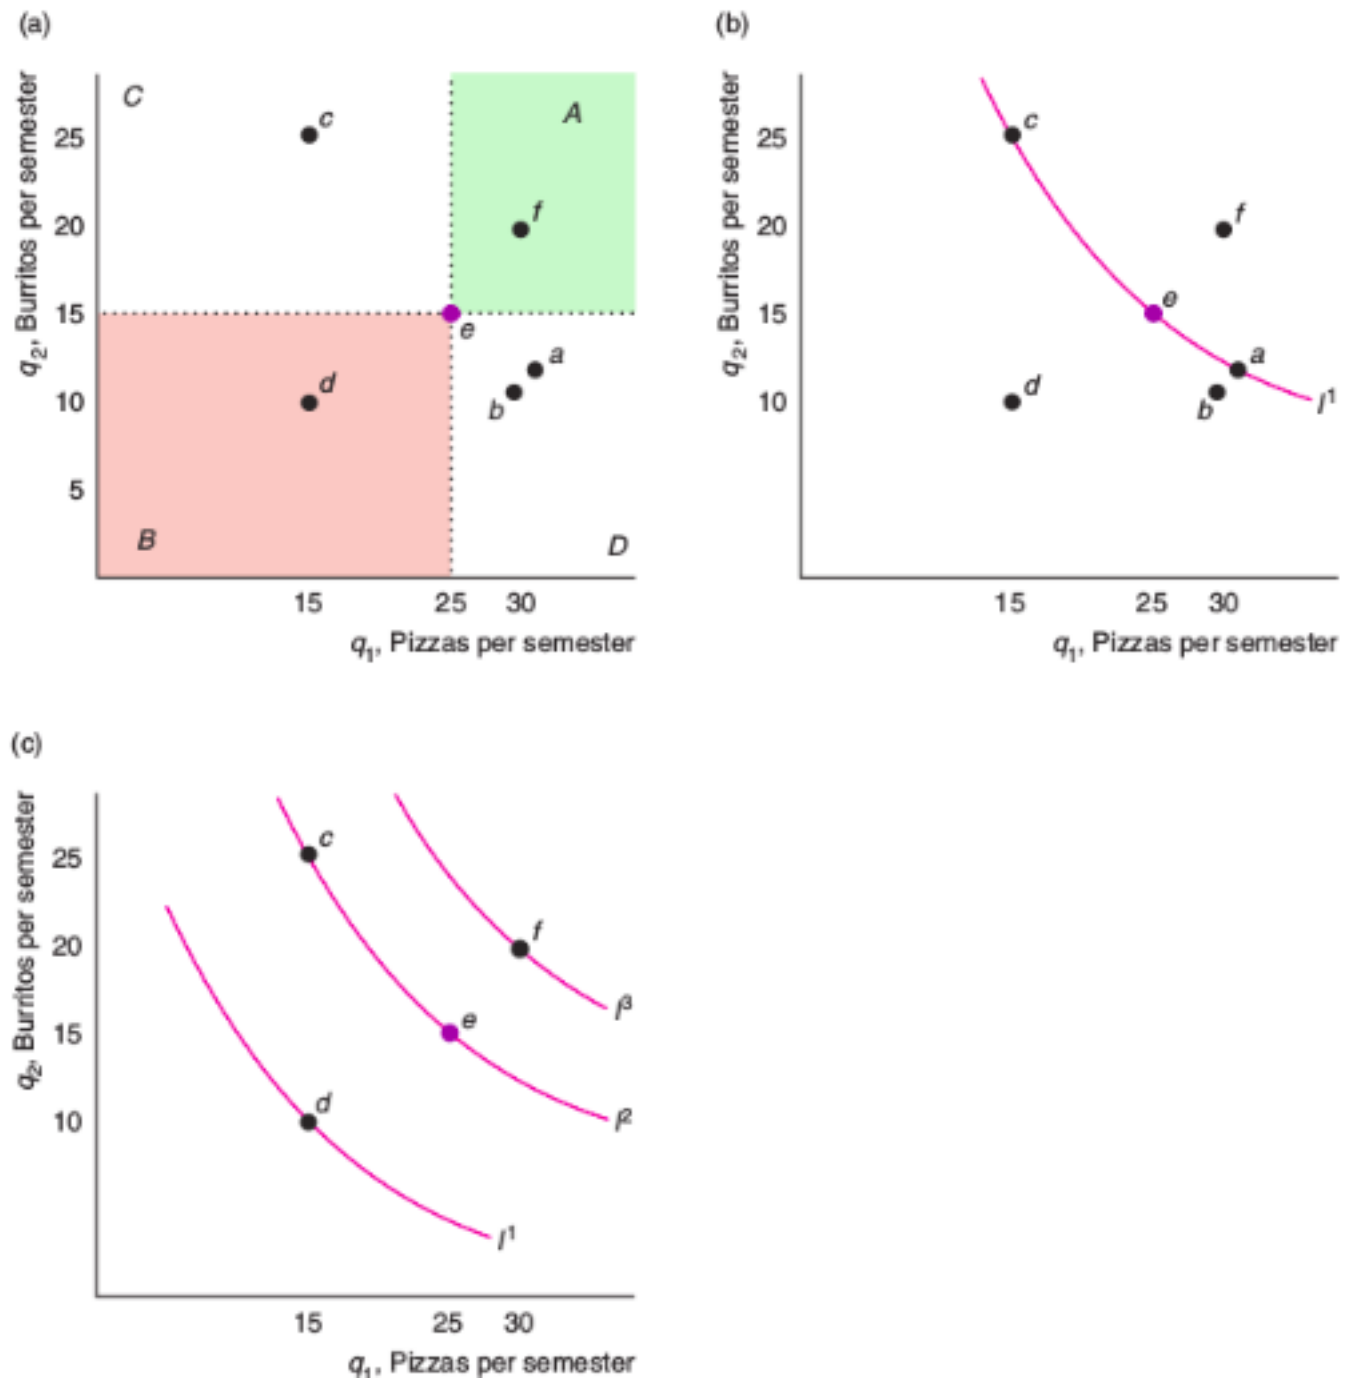 (a)
q₂, Burritos per semester
25
20
15
10
5
C
c
A
f
e
d
a
b
B
D
15 25 30
q₁, Pizzas per semester
(b)
q₂, Burritos per semester
25
20
15
10
c
f
e
a
d
b
I¹
15 25 30
q₁, Pizzas per semester
(c)
q₂, Burritos per semester
25
20
15
10
c
f
e
d
I³
I²
I¹
15 25 30
q₁, Pizzas per semester